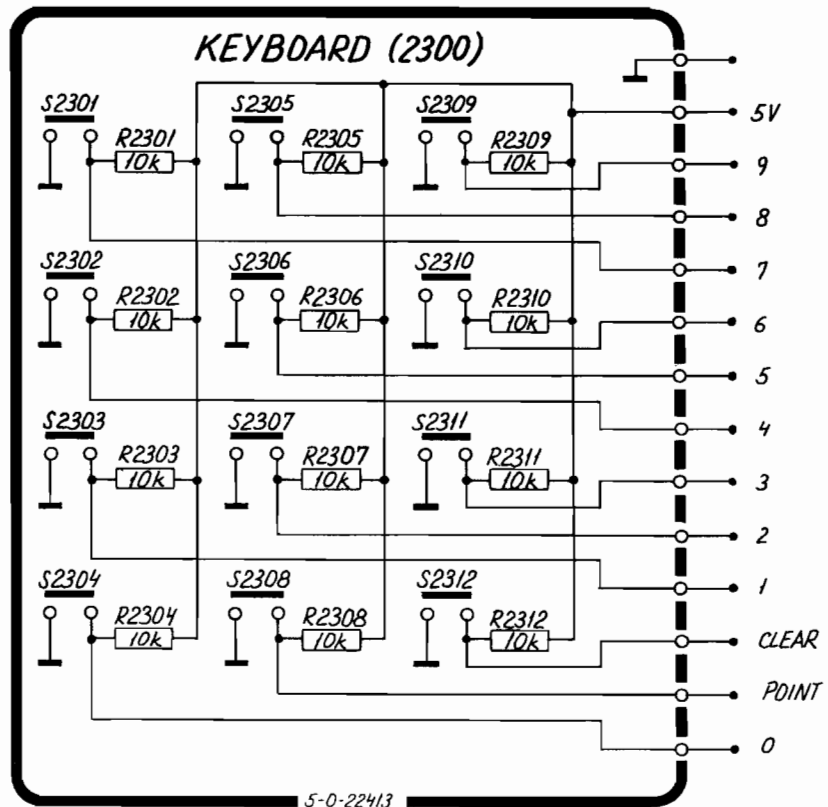 KEYBOARD (2300)
S2301
S2305
S2309
5V
R2301
R2305
R2309
10k
10k
10k
9
8
7
S2302
S2306
S2310
R2302
R2306
R2310
10k
10k
10k
6
5
4
S2303
S2307
S2311
R2303
R2307
R2311
10k
10k
10k
3
2
1
S2304
S2308
S2312
R2304
R2308
R2312
10k
10k
10k
CLEAR
POINT
0
5-0-22413